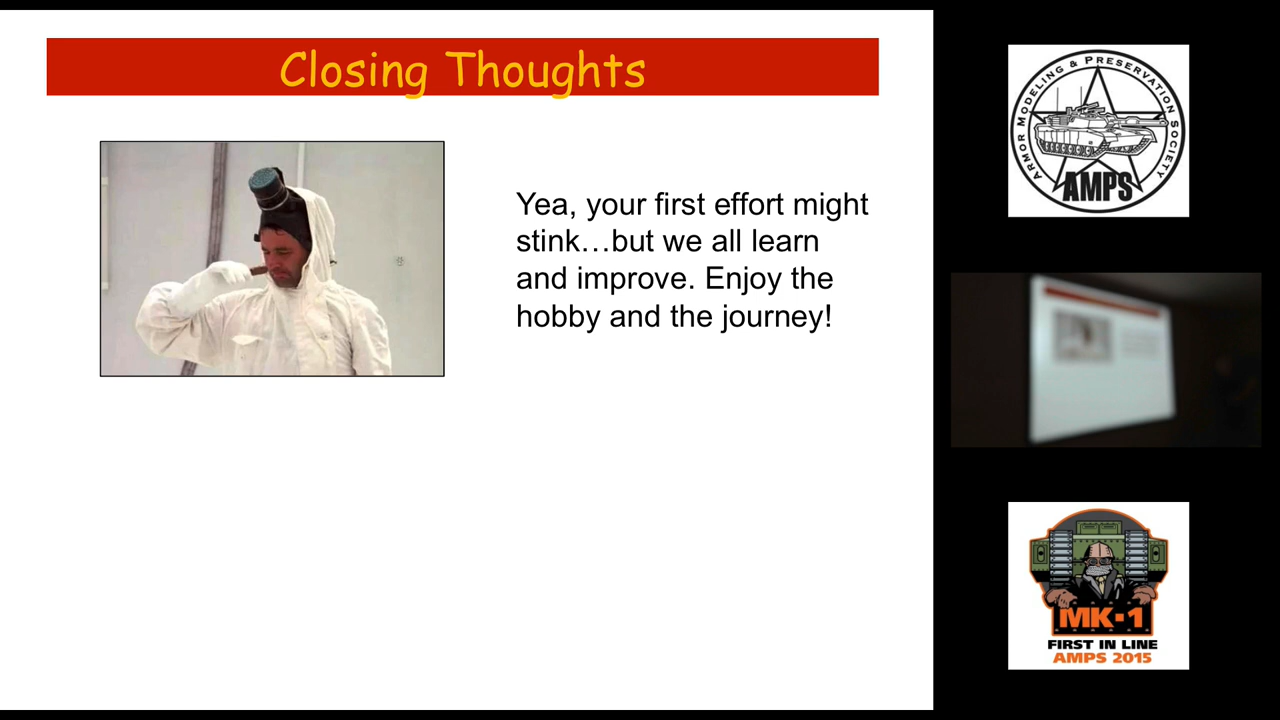 Closing Thoughts
Yea, your first effort might
stink…but we all learn
and improve. Enjoy the
hobby and the journey!
ARMOR MODELING & PRESERVATION SOCIETY
AMPS
MK-1
FIRST IN LINE
AMPS 2015